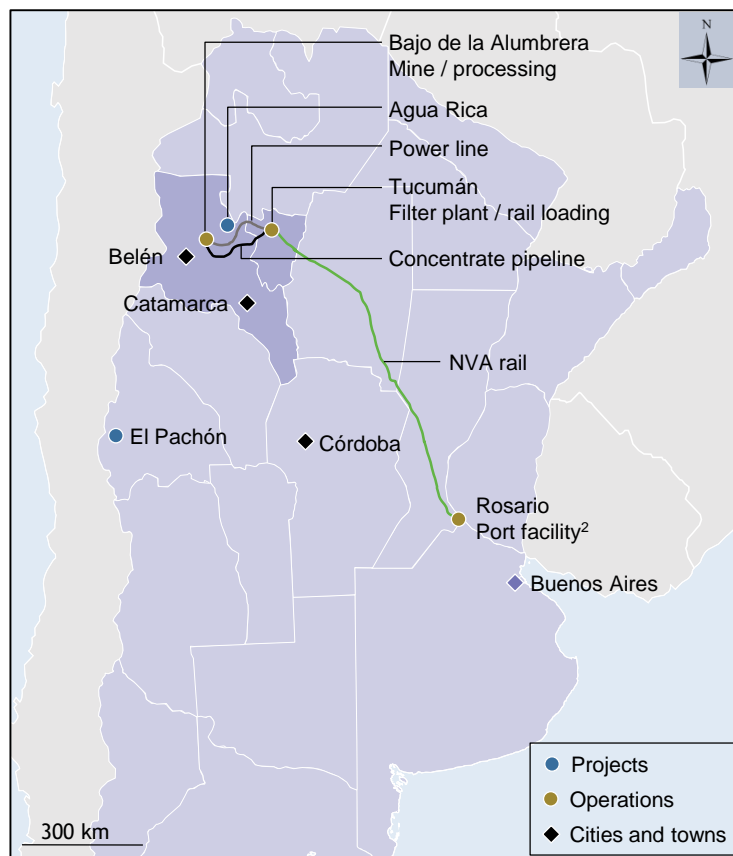 N
Bajo de la Alumbrera
Mine / processing
Agua Rica
Power line
Tucumán
Filter plant / rail loading
Belén
Concentrate pipeline
Catamarca
NVA rail
El Pachón
Córdoba
Rosario
Port facility²
Buenos Aires
Projects
Operations
Cities and towns
300 km